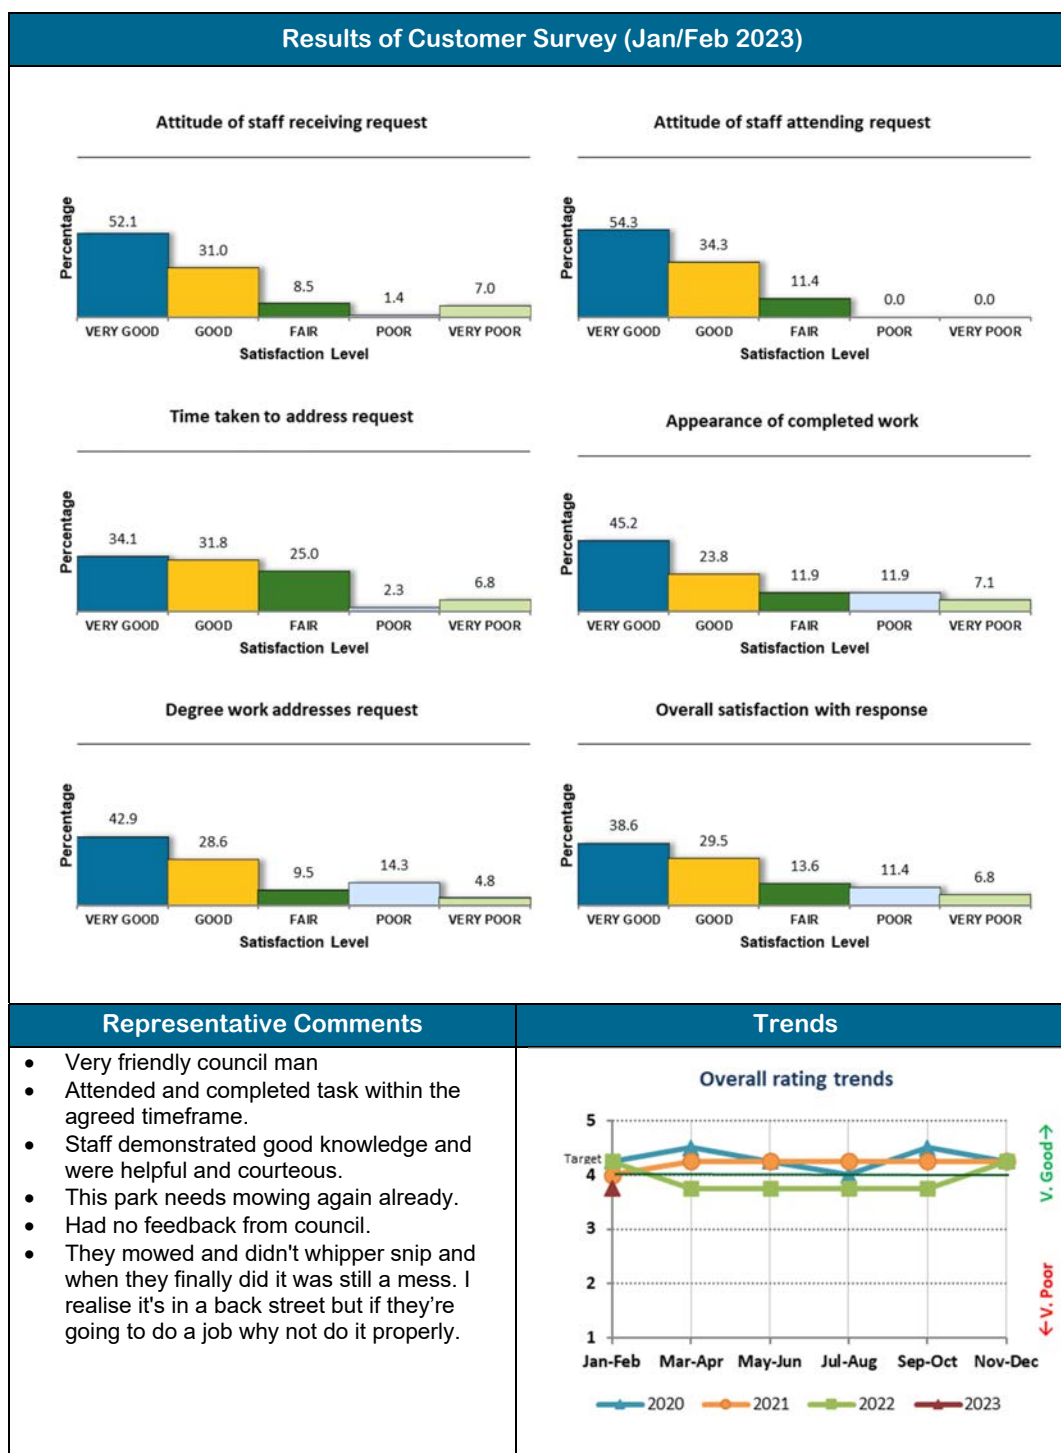 Results of Customer Survey (Jan/Feb 2023)
Attitude of staff receiving request
Percentage
52.1
31.0
8.5
1.4
7.0
VERY GOOD GOOD FAIR POOR VERY POOR
Satisfaction Level
Attitude of staff attending request
Percentage
54.3
34.3
11.4
0.0
0.0
VERY GOOD GOOD FAIR POOR VERY POOR
Satisfaction Level
Time taken to address request
Percentage
34.1
31.8
25.0
2.3
6.8
VERY GOOD GOOD FAIR POOR VERY POOR
Satisfaction Level
Appearance of completed work
Percentage
45.2
23.8
11.9
11.9
7.1
VERY GOOD GOOD FAIR POOR VERY POOR
Satisfaction Level
Degree work addresses request
Percentage
42.9
28.6
9.5
14.3
4.8
VERY GOOD GOOD FAIR POOR VERY POOR
Satisfaction Level
Overall satisfaction with response
Percentage
38.6
29.5
13.6
11.4
6.8
VERY GOOD GOOD FAIR POOR VERY POOR
Satisfaction Level
Representative Comments
• Very friendly council man
• Attended and completed task within the
agreed timeframe.
• Staff demonstrated good knowledge and
were helpful and courteous.
• This park needs mowing again already.
• Had no feedback from council.
• They mowed and didn't whipper snip and
when they finally did it was still a mess. I
realise it's in a back street but if they’re
going to do a job why not do it properly.
Trends
Overall rating trends
5
Target
4
3
2
1
V. Good→
←V. Poor
Jan-Feb Mar-Apr May-Jun Jul-Aug Sep-Oct Nov-Dec
2020 2021 2022 2023